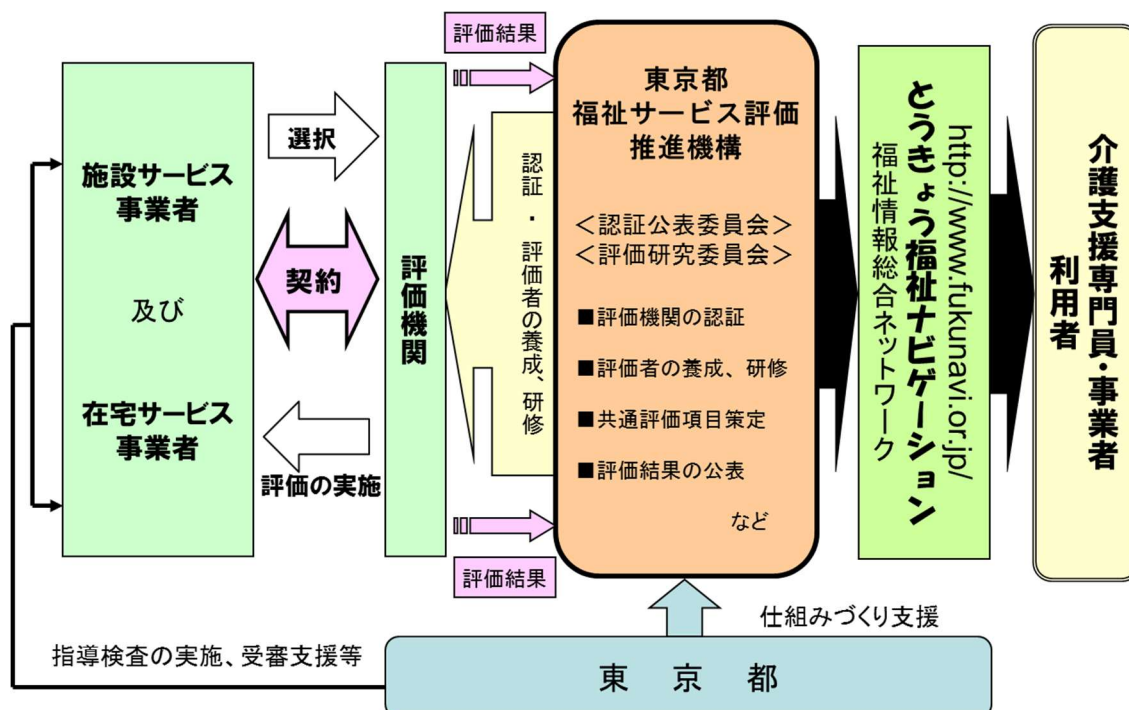 施設サービス
事業者
及び
在宅サービス
事業者
選択
契約
評価の実施
評価機関
評価結果
認証・評価者の養成、研修
評価結果
東京都
福祉サービス評価
推進機構
＜認証公表委員会＞
＜評価研究委員会＞
■評価機関の認証
■評価者の養成、研修
■共通評価項目策定
■評価結果の公表
など
http://www.fukunavi.or.jp/
とうきょう福祉ナビゲーション
福祉情報総合ネットワーク
介護支援専門員・事業者
利用者
仕組みづくり支援
指導検査の実施、受審支援等
東京都